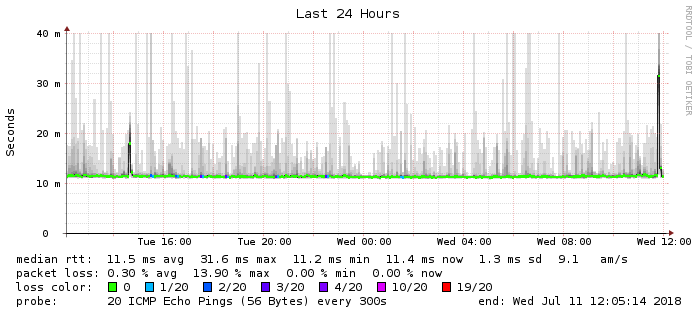 Last 24 Hours
RRDTOOL / TOBI OETIKER
Seconds
40 m
30 m
20 m
10 m
0
Tue 16:00 Tue 20:00 Wed 00:00 Wed 04:00 Wed 08:00 Wed 12:00
median rtt: 11.5 ms avg 31.6 ms max 11.2 ms min 11.4 ms now 1.3 ms sd 9.1 am/s
packet loss: 0.30 % avg 13.90 % max 0.00 % min 0.00 % now
loss color: 0 1/20 2/20 3/20 4/20 10/20 19/20
probe: 20 ICMP Echo Pings (56 Bytes) every 300s end: Wed Jul 11 12:05:14 2018